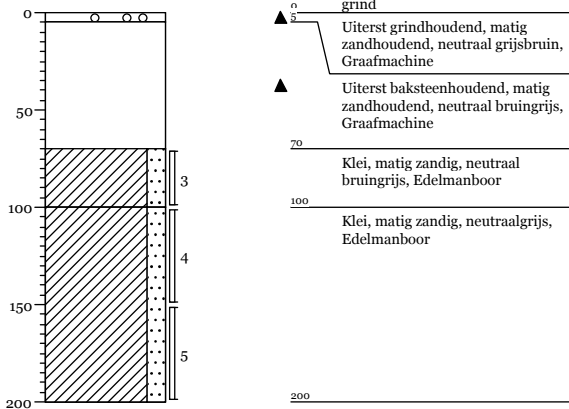 0
50
100
150
200
3
4
5
grind
0
5
Uiterst grindhoudend, matig
zandhoudend, neutraal grijsbruin,
Graafmachine
Uiterst baksteenhoudend, matig
zandhoudend, neutraal bruingrijs,
Graafmachine
70
Klei, matig zandig, neutraal
bruingrijs, Edelmanboor
100
Klei, matig zandig, neutraalgrijs,
Edelmanboor
200